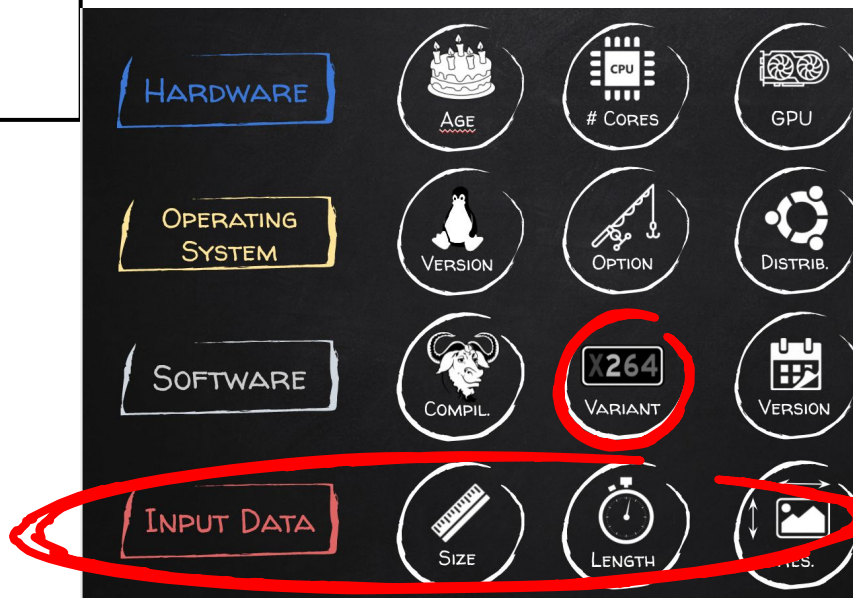 HARDWARE
AGE
CPU
# CORES
GPU
OPERATING
SYSTEM
VERSION
OPTION
DISTRIB.
SOFTWARE
COMPIL.
X264
VARIANT
VERSION
INPUT DATA
SIZE
LENGTH